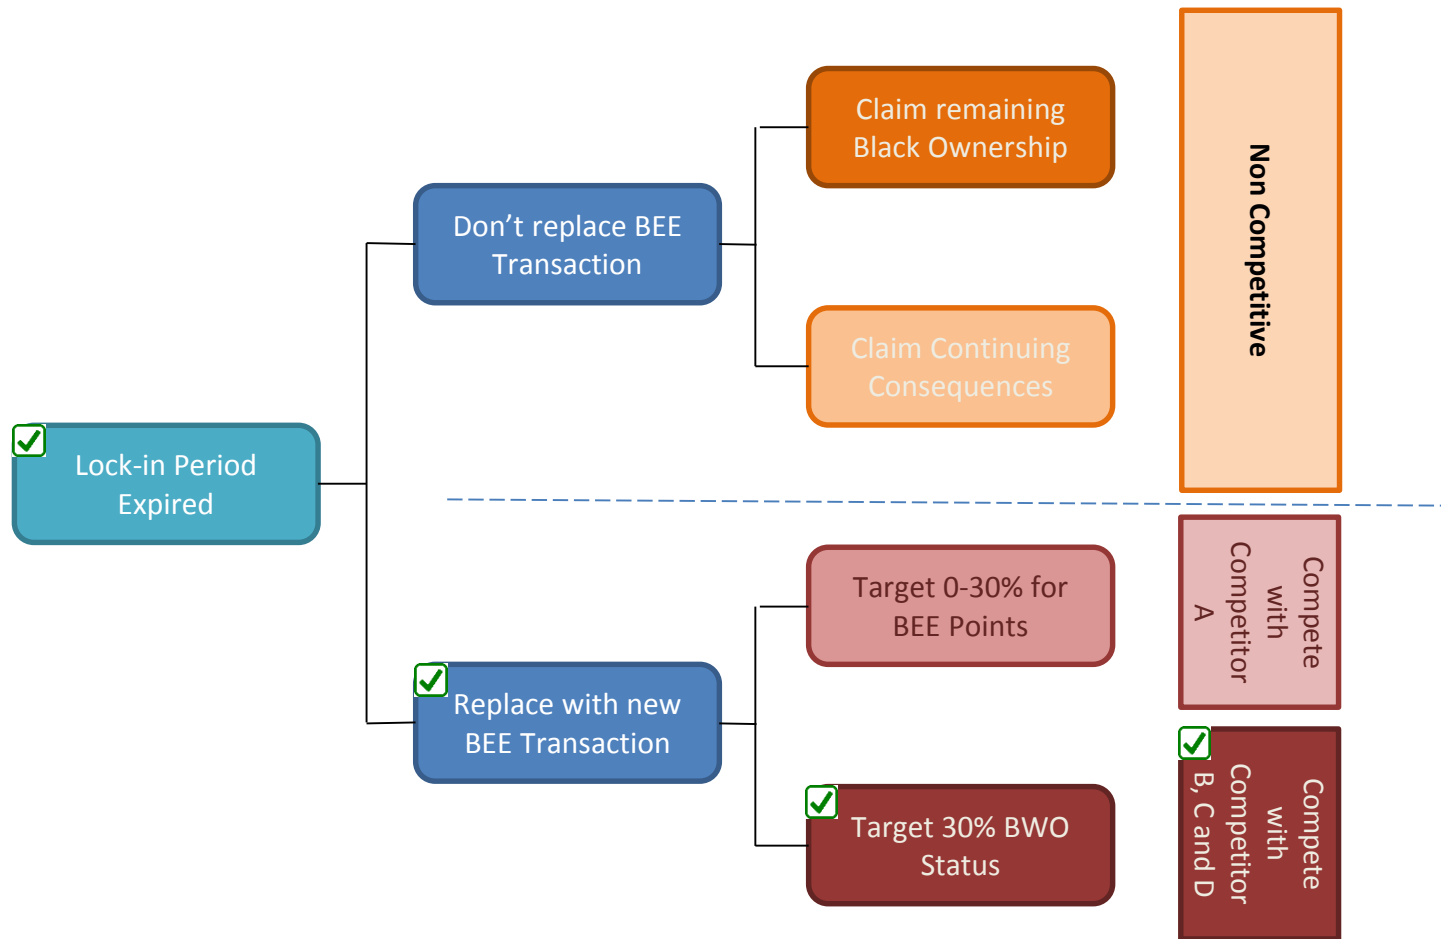 Claim remaining
Black Ownership
Non Competitive
Don’t replace BEE
Transaction
Claim Continuing
Consequences
Lock-in Period
Expired
Target 0-30% for
BEE Points
Compete
with
Competitor
A
Replace with new
BEE Transaction
Target 30% BWO
Status
Compete
with
Competitor
B, C and D